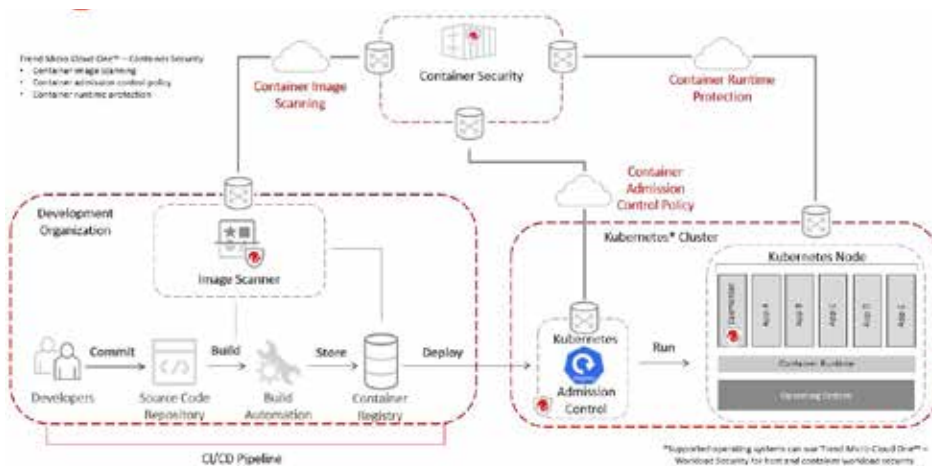 Trend Micro Cloud One™ – Container Security
• Container image scanning
• Container admission control policy
• Container runtime protection
Container Image
Scanning
Container Security
Container Runtime
Protection
Container
Admission
Control Policy
Development
Organization
Image Scanner
Kubernetes* Cluster
Kubernetes Node
App A
App B
App C
App D
Container Runtime
Operating System
Commit
Build
Store
Deploy
Run
Developers
Source Code
Repository
Build
Automation
Container
Registry
Kubernetes
Admission
Control
CI/CD Pipeline
*Supported operating systems can use Trend Micro Cloud One™ –
Workload Security for host and container workload security